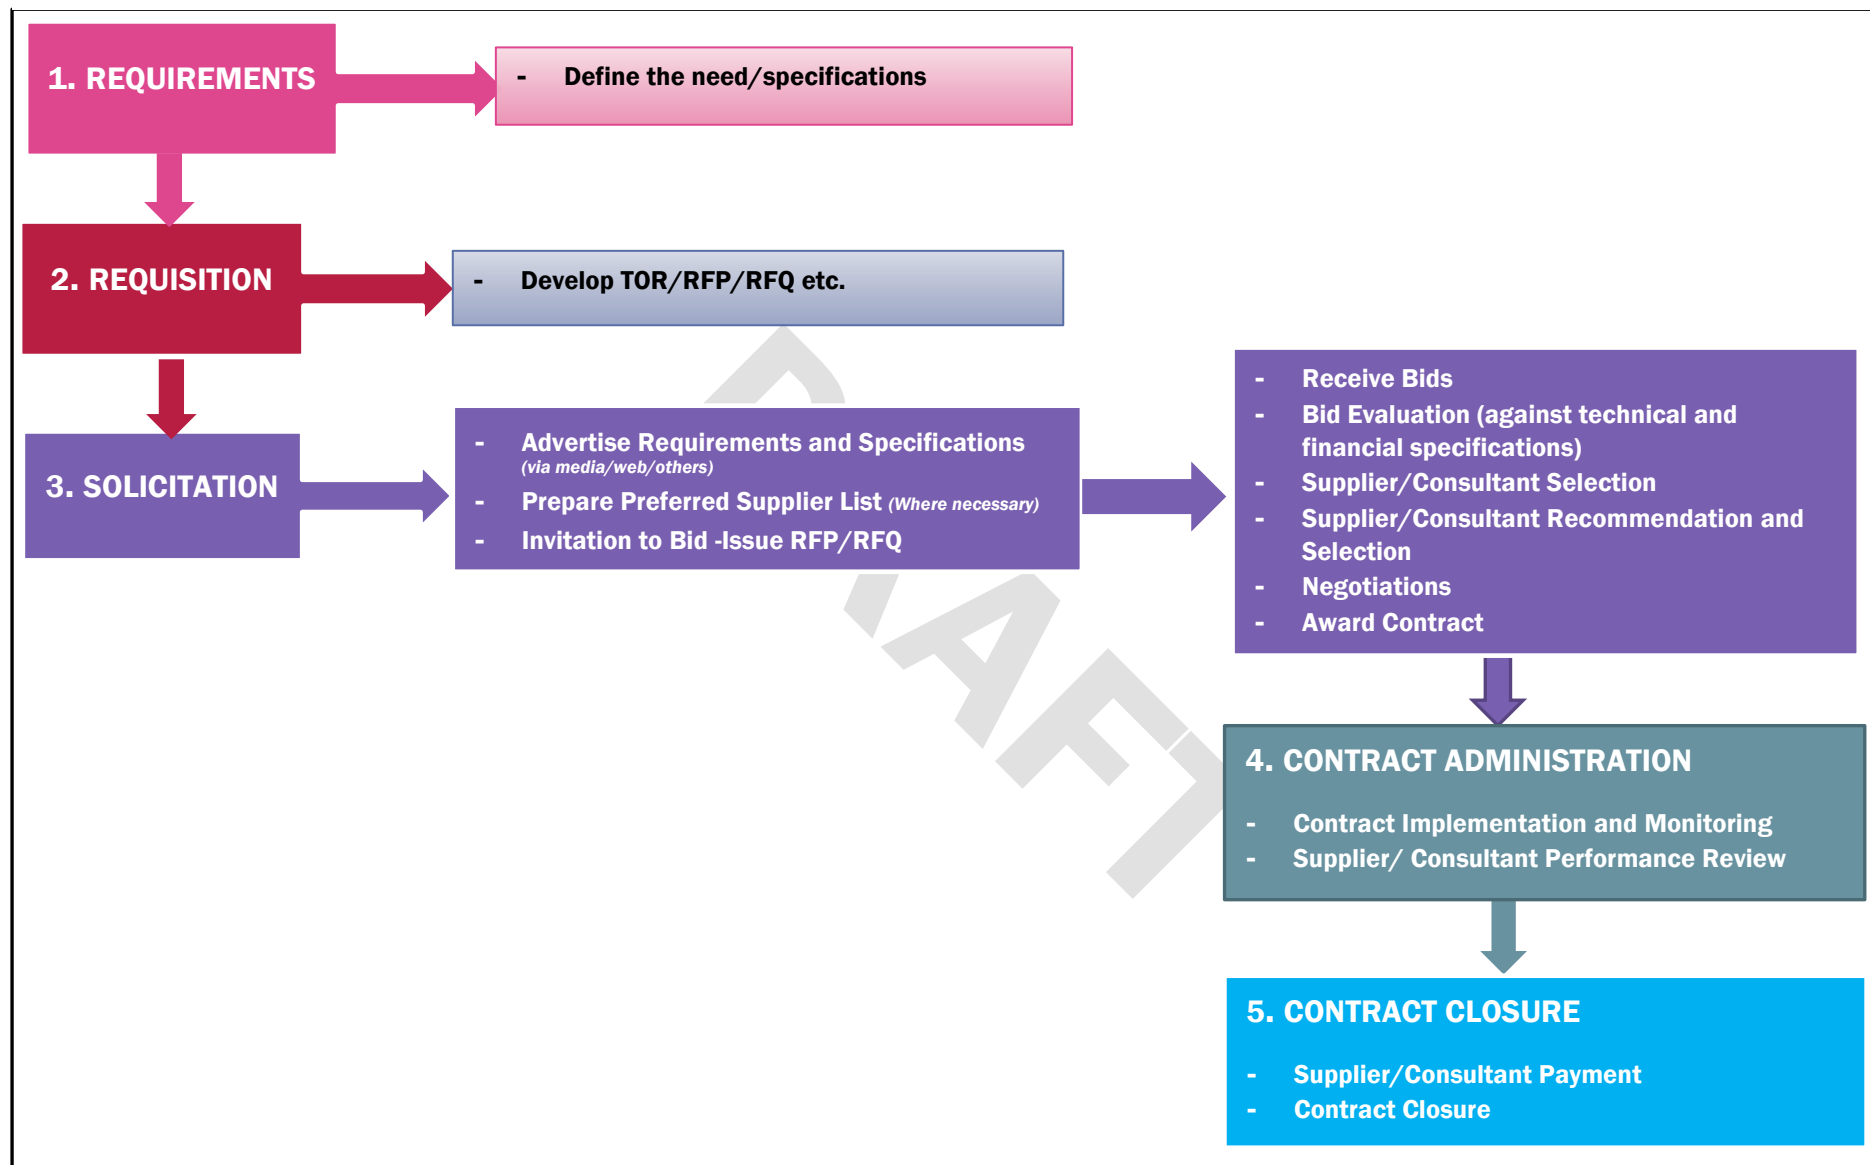 1. REQUIREMENTS
- Define the need/specifications
2. REQUISITION
- Develop TOR/RFP/RFQ etc.
3. SOLICITATION
- Advertise Requirements and Specifications
(via media/web/others)
- Prepare Preferred Supplier List (Where necessary)
- Invitation to Bid -Issue RFP/RFQ
- Receive Bids
- Bid Evaluation (against technical and
financial specifications)
- Supplier/Consultant Selection
- Supplier/Consultant Recommendation and
Selection
- Negotiations
- Award Contract
4. CONTRACT ADMINISTRATION
- Contract Implementation and Monitoring
- Supplier/ Consultant Performance Review
5. CONTRACT CLOSURE
- Supplier/Consultant Payment
- Contract Closure
DRAFT